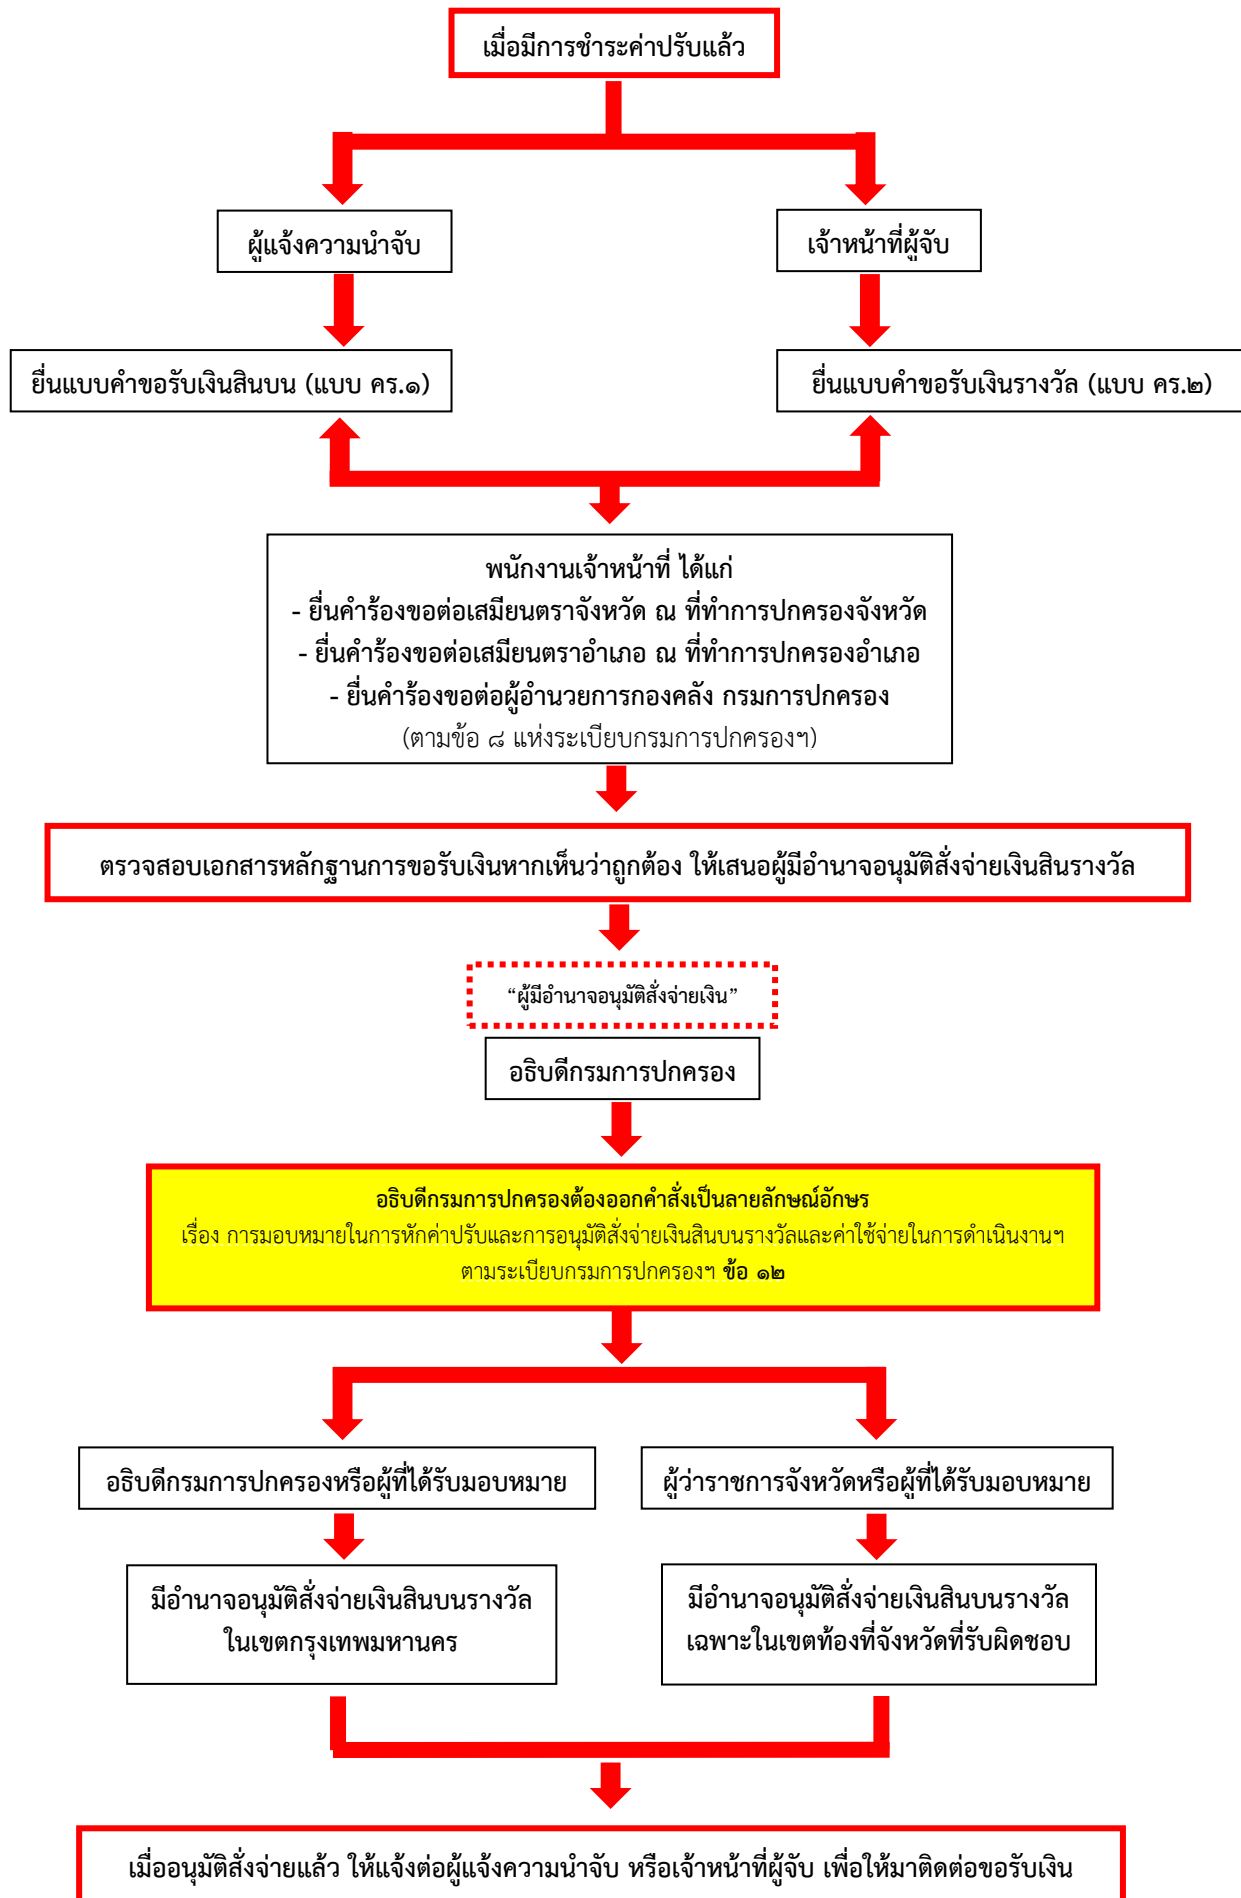 เมื่อมีการชำระค่าปรับแล้ว
ผู้แจ้งความนำจับ
เจ้าหน้าที่ผู้จับ
ยื่นแบบคำขอรับเงินสินบน (แบบ คร.๑)
ยื่นแบบคำขอรับเงินรางวัล (แบบ คร.๒)
พนักงานเจ้าหน้าที่ ได้แก่
- ยื่นคำร้องขอต่อเสมียนตราจังหวัด ณ ที่ทำการปกครองจังหวัด
- ยื่นคำร้องขอต่อเสมียนตราอำเภอ ณ ที่ทำการปกครองอำเภอ
- ยื่นคำร้องขอต่อผู้อำนวยการกองคลัง กรมการปกครอง
(ตามข้อ ๘ แห่งระเบียบกรมการปกครองฯ)
ตรวจสอบเอกสารหลักฐานการขอรับเงินหากเห็นว่าถูกต้อง ให้เสนอผู้มีอำนาจอนุมัติสั่งจ่ายเงินสินรางวัล
“ผู้มีอำนาจอนุมัติสั่งจ่ายเงิน”
อธิบดีกรมการปกครอง
อธิบดีกรมการปกครองต้องออกคำสั่งเป็นลายลักษณ์อักษร
เรื่อง การมอบหมายในการหักค่าปรับและการอนุมัติสั่งจ่ายเงินสินบนรางวัลและค่าใช้จ่ายในการดำเนินงานฯ
ตามระเบียบกรมการปกครองฯ ข้อ ๑๒
อธิบดีกรมการปกครองหรือผู้ที่ได้รับมอบหมาย
ผู้ว่าราชการจังหวัดหรือผู้ที่ได้รับมอบหมาย
มีอำนาจอนุมัติสั่งจ่ายเงินสินบนรางวัล
ในเขตกรุงเทพมหานคร
มีอำนาจอนุมัติสั่งจ่ายเงินสินบนรางวัล
เฉพาะในเขตท้องที่จังหวัดที่รับผิดชอบ
เมื่ออนุมัติสั่งจ่ายแล้ว ให้แจ้งต่อผู้แจ้งความนำจับ หรือเจ้าหน้าที่ผู้จับ เพื่อให้มาติดต่อขอรับเงิน